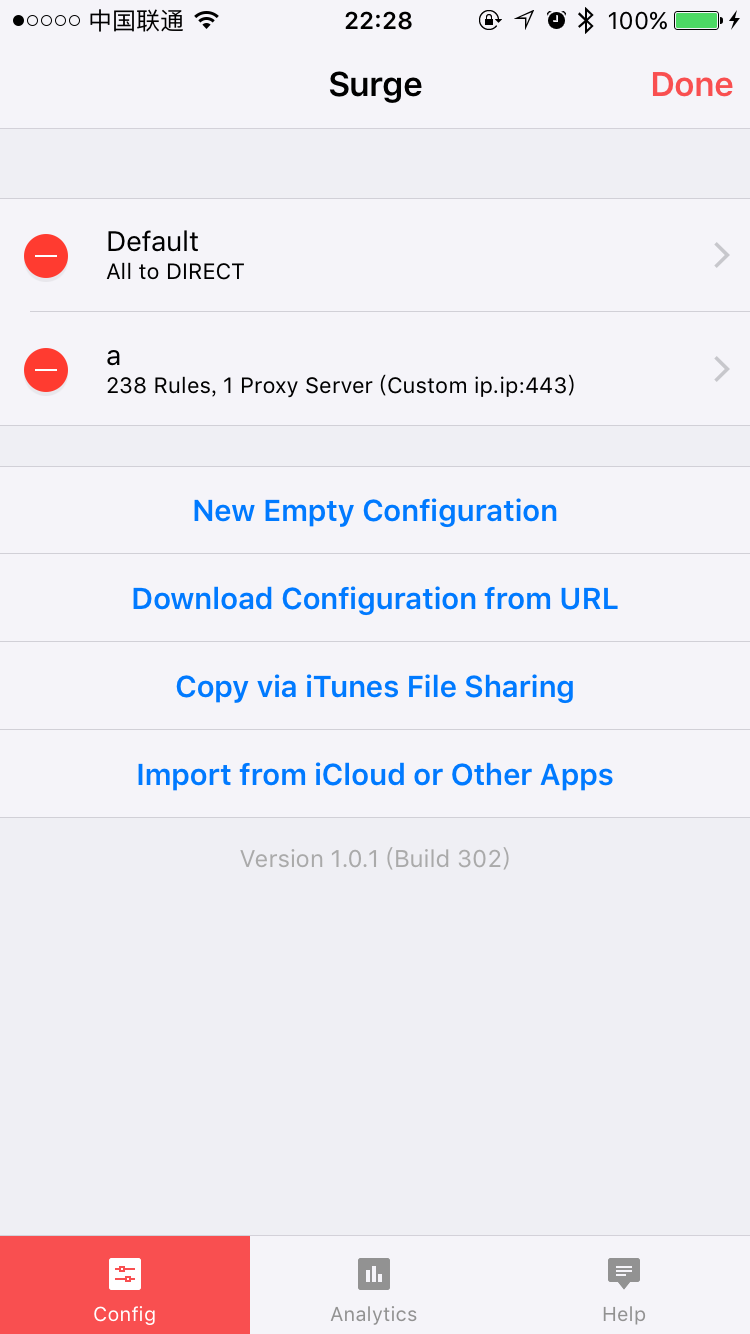 中国联通 22:28 100%
Surge Done
Default
All to DIRECT
a
238 Rules, 1 Proxy Server (Custom ip.ip:443)
New Empty Configuration
Download Configuration from URL
Copy via iTunes File Sharing
Import from iCloud or Other Apps
Version 1.0.1 (Build 302)
Config Analytics Help